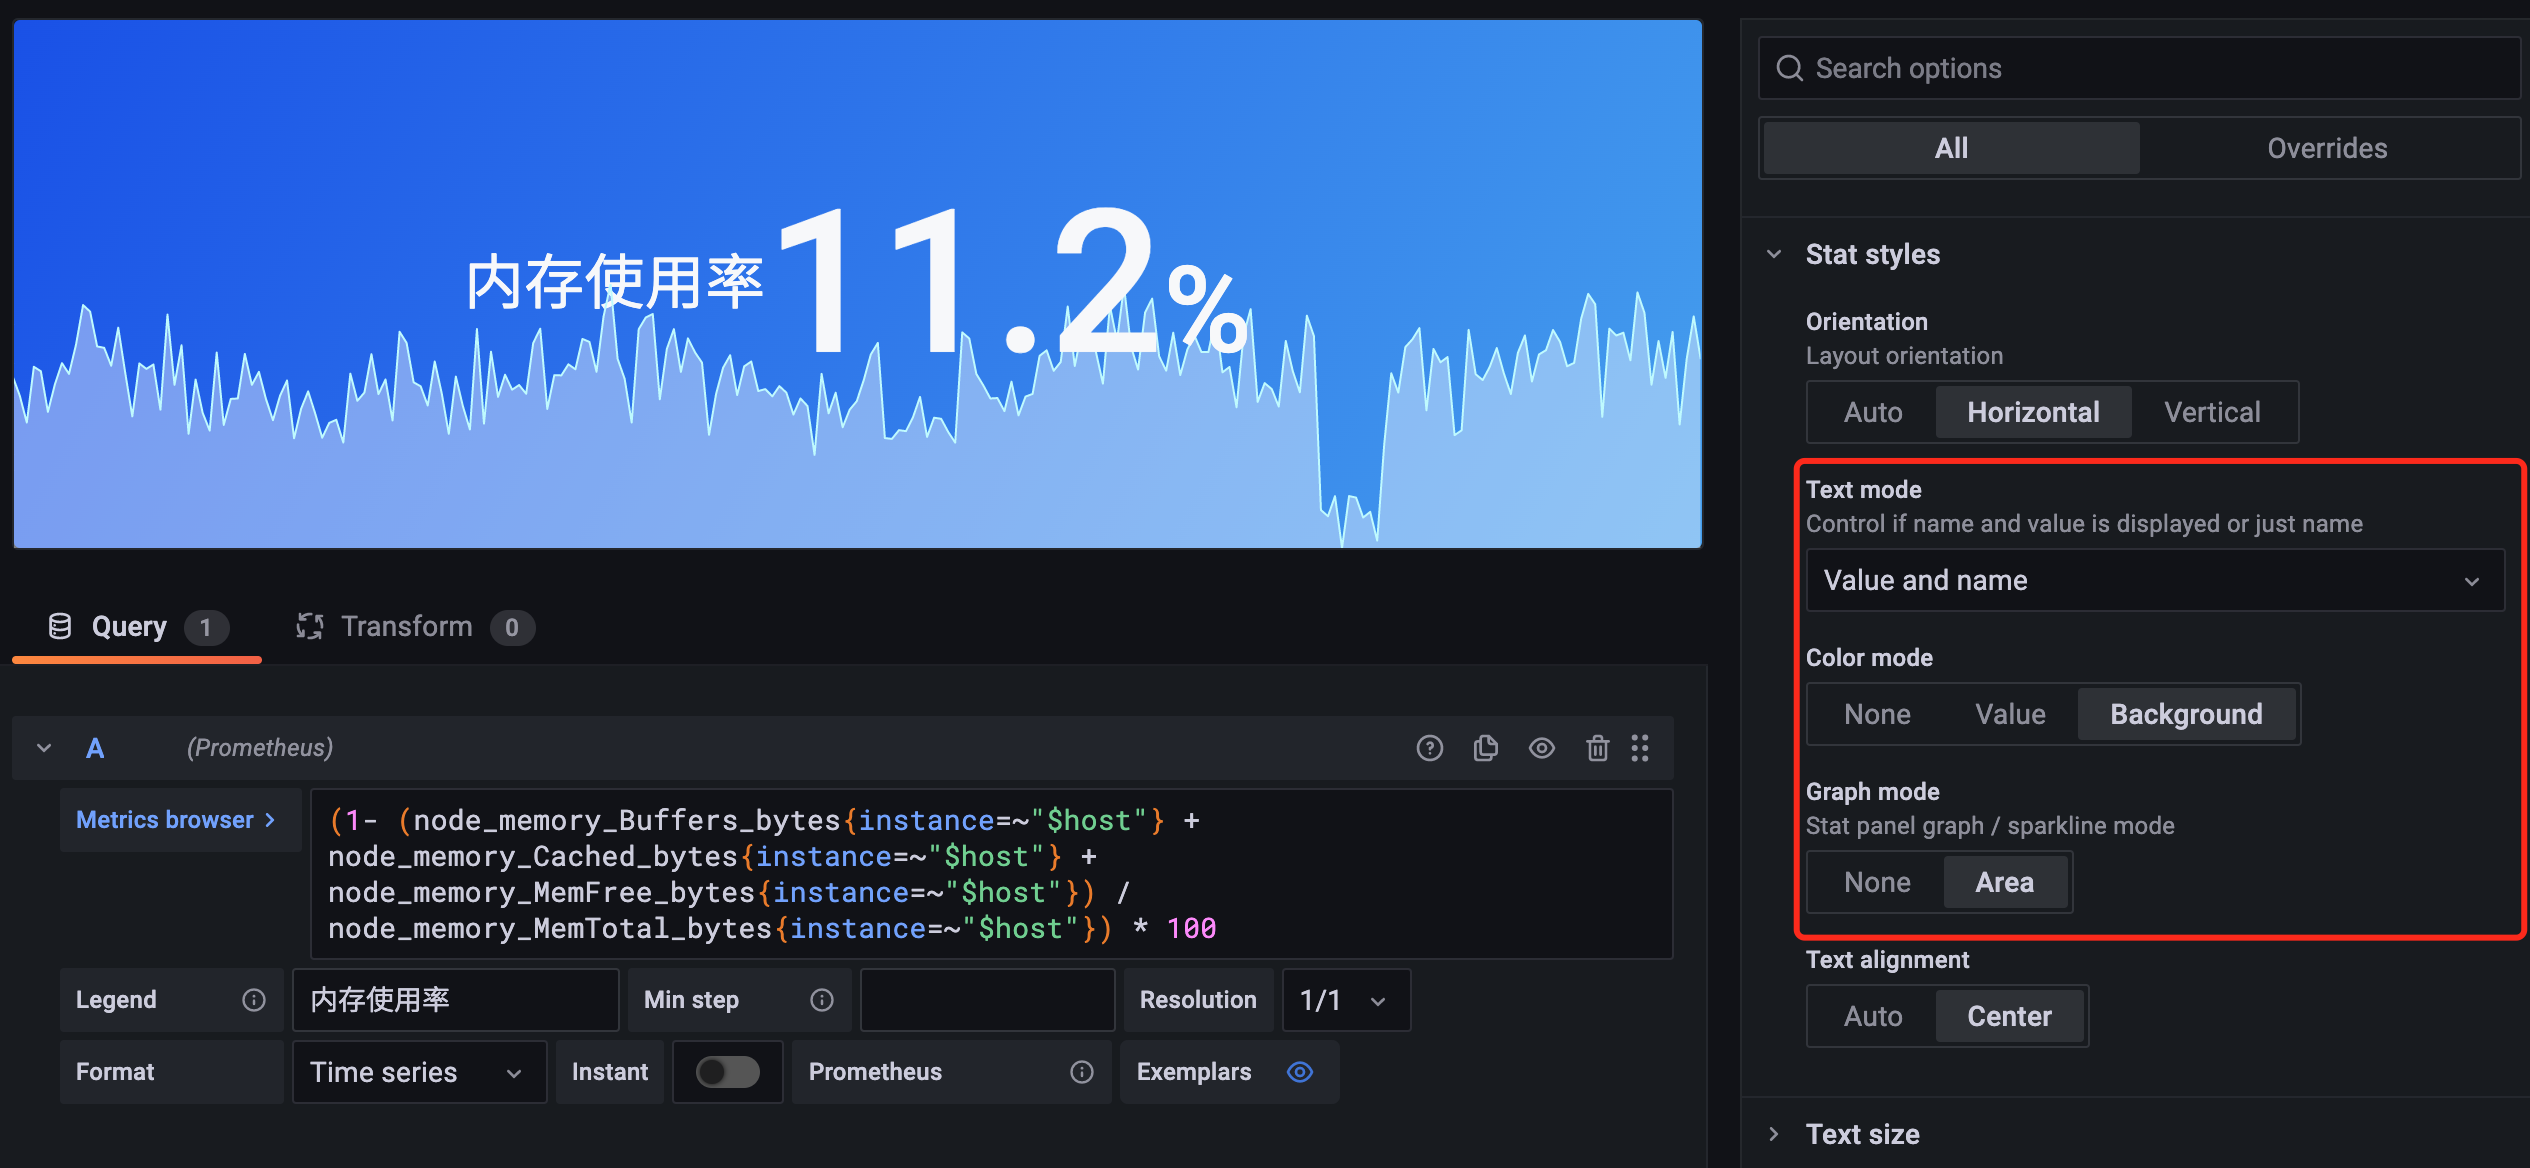 内存使用率11.2%
Query 1 Transform 0
A (Prometheus)
Metrics browser >
(1- (node_memory_Buffers_bytes{instance=~"$host"} +
node_memory_Cached_bytes{instance=~"$host"} +
node_memory_MemFree_bytes{instance=~"$host"}) /
node_memory_MemTotal_bytes{instance=~"$host"}) * 100
Legend 内存使用率 Min step Resolution 1/1
Format Time series Instant Prometheus Exemplars
Search options
All Overrides
Stat styles
Orientation
Layout orientation
Auto Horizontal Vertical
Text mode
Control if name and value is displayed or just name
Value and name
Color mode
None Value Background
Graph mode
Stat panel graph / sparkline mode
None Area
Text alignment
Auto Center
Text size